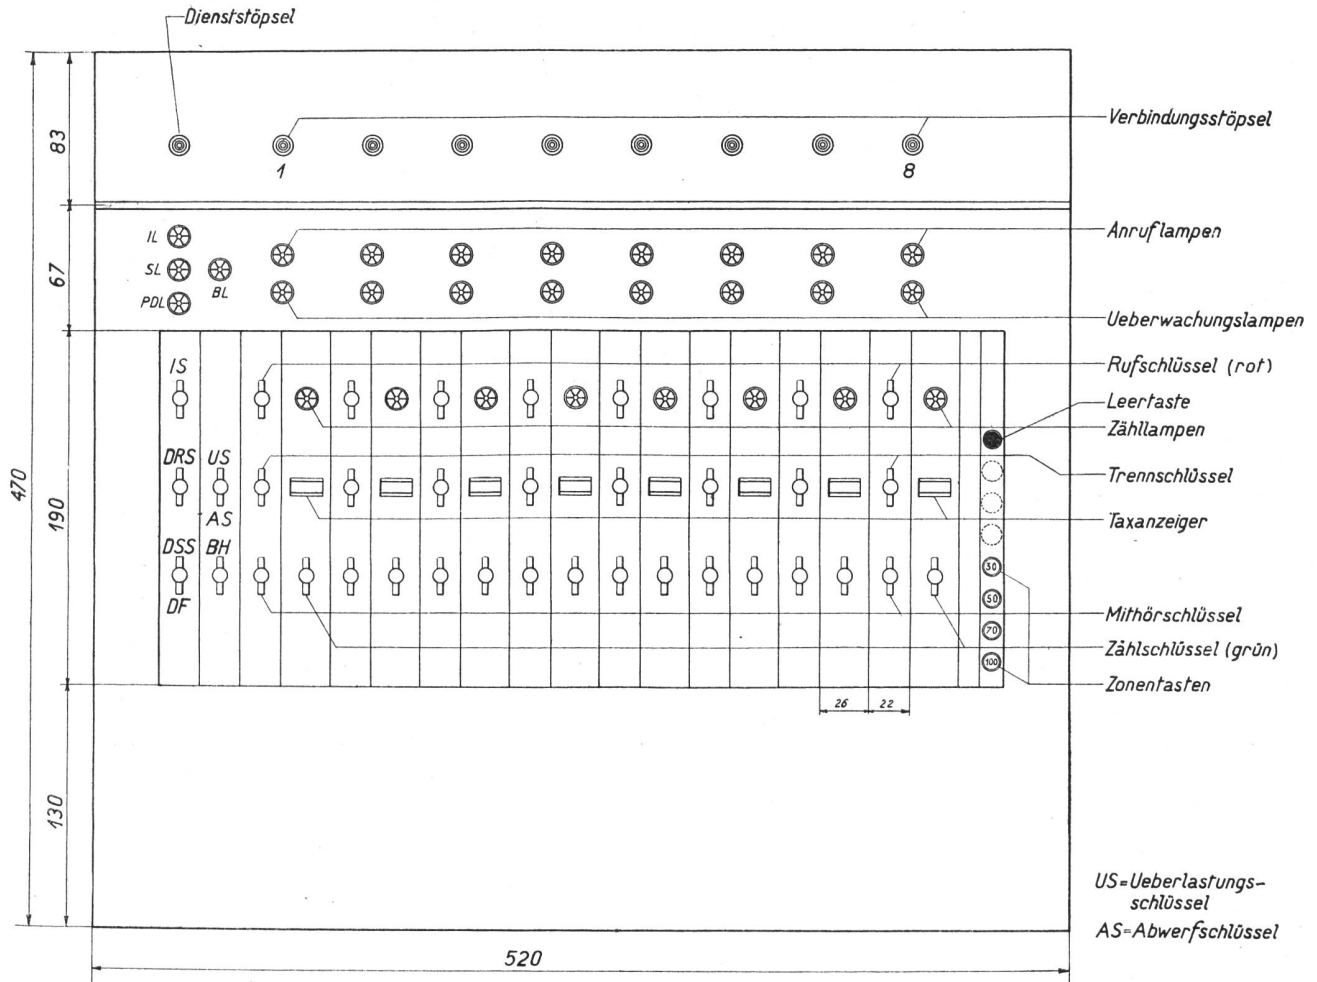 Dienststöpsel
Verbindungsstöpsel
1
8
83
IL
SL
BL
PDL
Anruflampen
Ueberwachungslampen
67
IS
Rufschlüssel (rot)
Leertaste
Zähllampen
DRS US
Trennschlüssel
AS
Taxanzeiger
470
190
DSS BH
DF
30
50
70
100
Mithörschlüssel
Zählschlüssel (grün)
Zonentasten
26
22
130
US=Ueberlastungs-
schlüssel
AS=Abwerfschlüssel
520